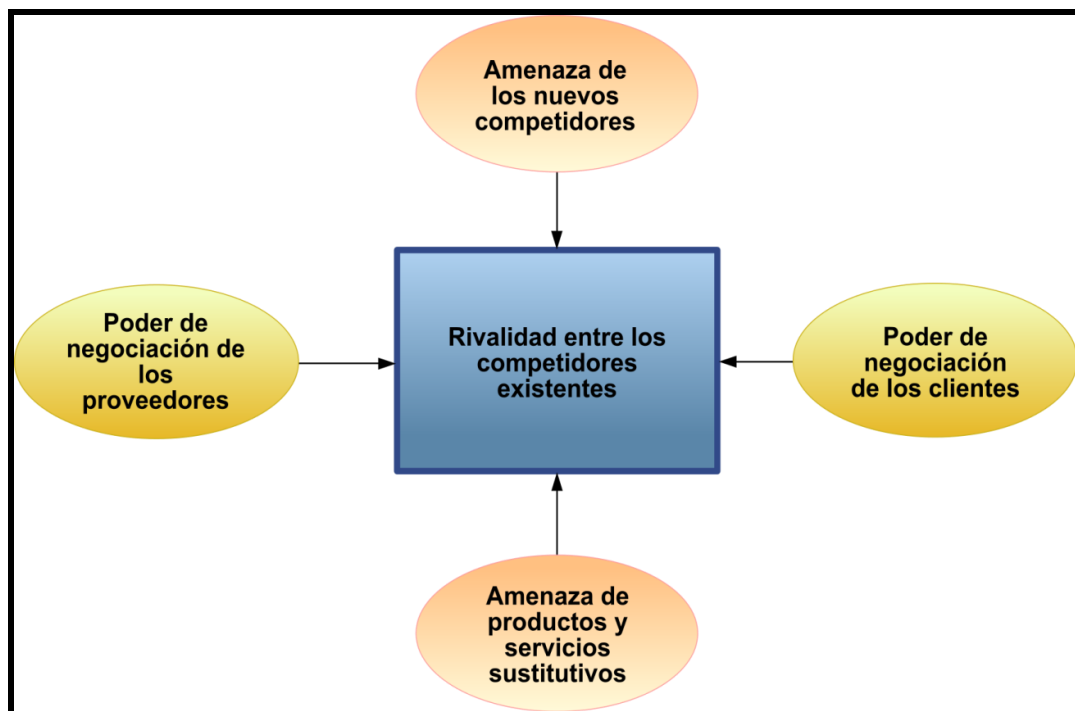 Amenaza de
los nuevos
competidores
Poder de
negociación de
los
proveedores
Rivalidad entre los
competidores
existentes
Poder de
negociación
de los clientes
Amenaza de
productos y
servicios
sustitutivos